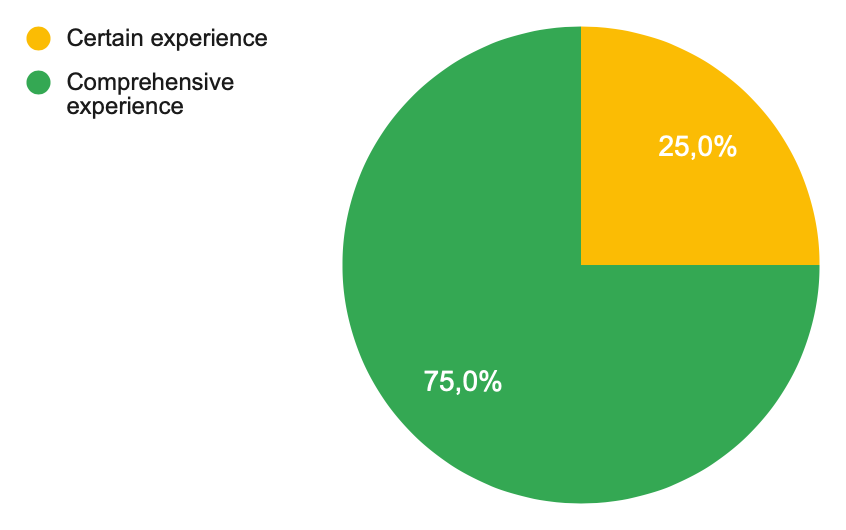 Certain experience
Comprehensive
experience
25,0%
75,0%